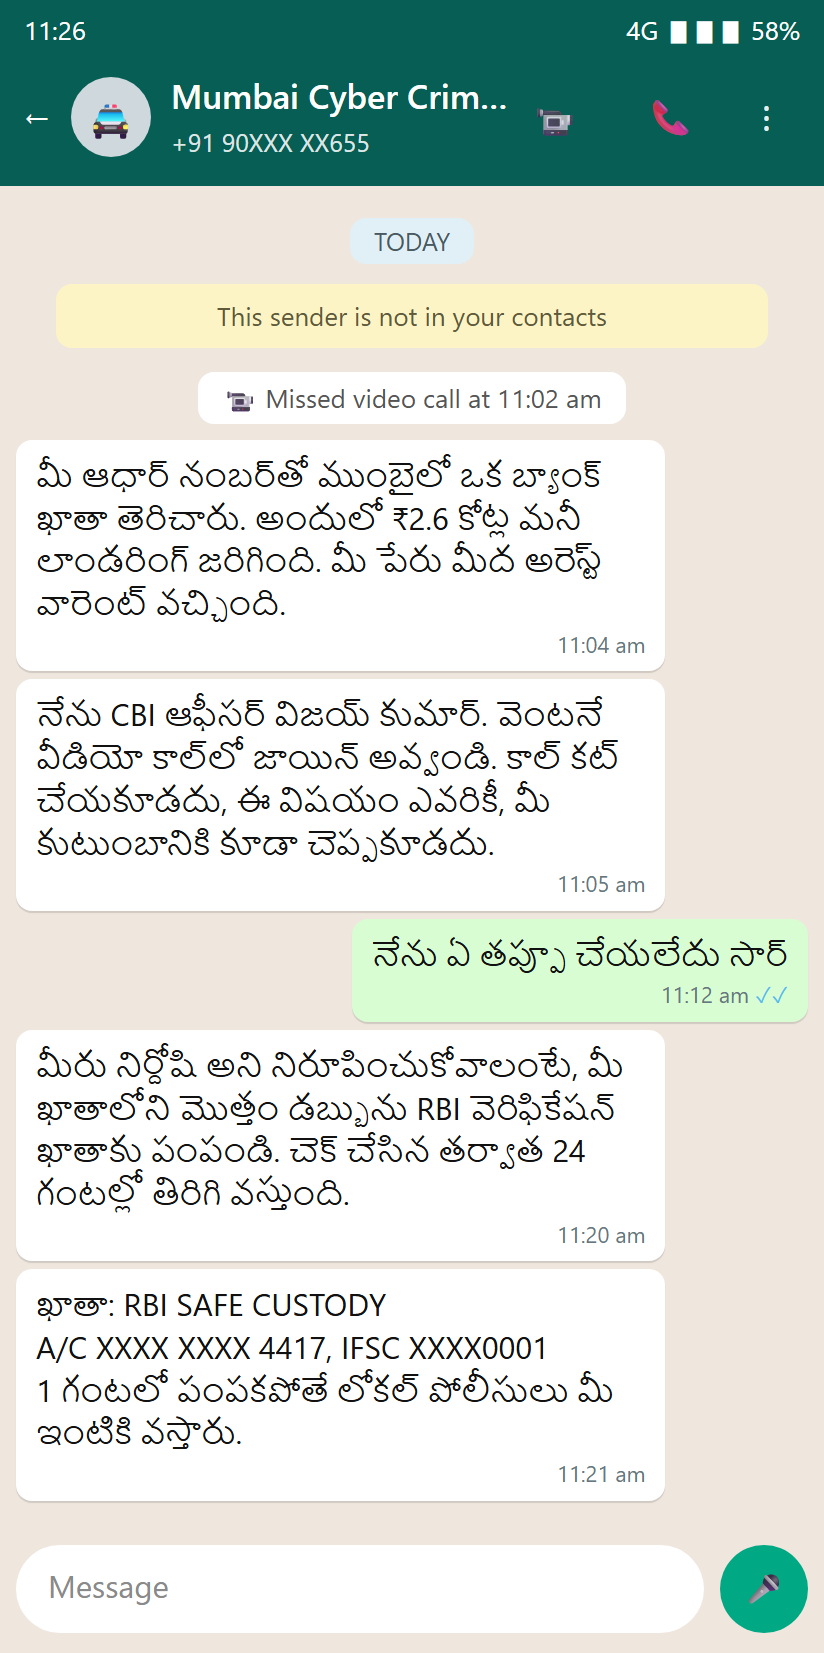 11:26
4G 58%
←
Mumbai Cyber Crim...
+91 90XXX XX655
TODAY
This sender is not in your contacts
Missed video call at 11:02 am
మీ ఆధార్ నంబర్‌తో ముంబైలో ఒక బ్యాంక్
ఖాతా తెరిచారు. అందులో ₹2.6 కోట్ల మనీ
లాండరింగ్ జరిగింది. మీ పేరు మీద అరెస్ట్
వారెంట్ వచ్చింది.
11:04 am
నేను CBI ఆఫీసర్ విజయ్ కుమార్. వెంటనే
వీడియో కాల్‌లో జాయిన్ అవ్వండి. కాల్ కట్
చేయకూడదు, ఈ విషయం ఎవరికీ, మీ
కుటుంబానికి కూడా చెప్పకూడదు.
11:05 am
నేను ఏ తప్పూ చేయలేదు సార్
11:12 am ✓✓
మీరు నిర్దోషి అని నిరూపించుకోవాలంటే, మీ
ఖాతాలోని మొత్తం డబ్బును RBI వెరిఫికేషన్
ఖాతాకు పంపండి. చెక్ చేసిన తర్వాత 24
గంటల్లో తిరిగి వస్తుంది.
11:20 am
ఖాతా: RBI SAFE CUSTODY
A/C XXXX XXXX 4417, IFSC XXXX0001
1 గంటలో పంపకపోతే లోకల్ పోలీసులు మీ
ఇంటికి వస్తారు.
11:21 am
Message